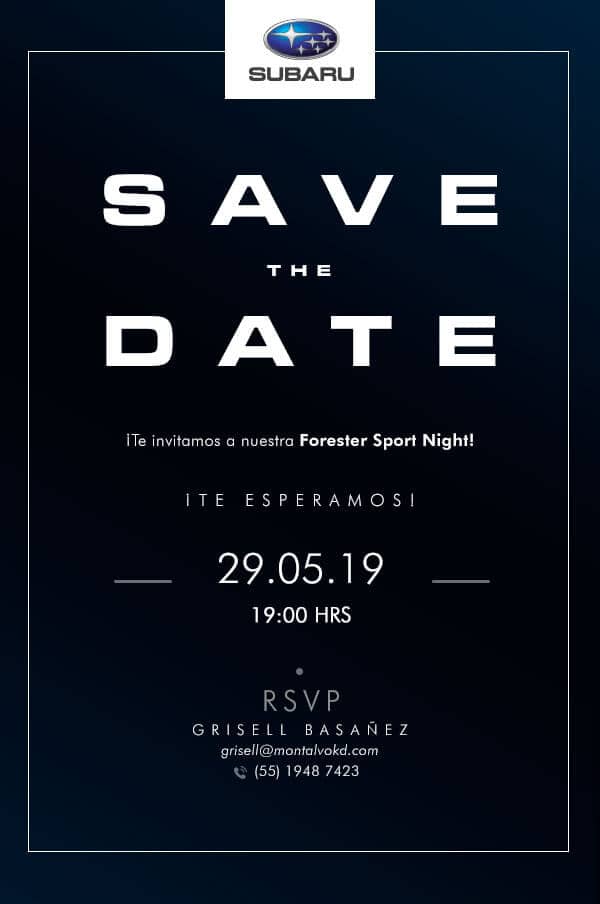 SUBARU
SAVE
THE
DATE
¡Te invitamos a nuestra Forester Sport Night!
¡TE ESPERAMOS!
29.05.19
19:00 HRS
RSVP
GRISELL BASAÑEZ
grisell@montalvokd.com
(55) 1948 7423